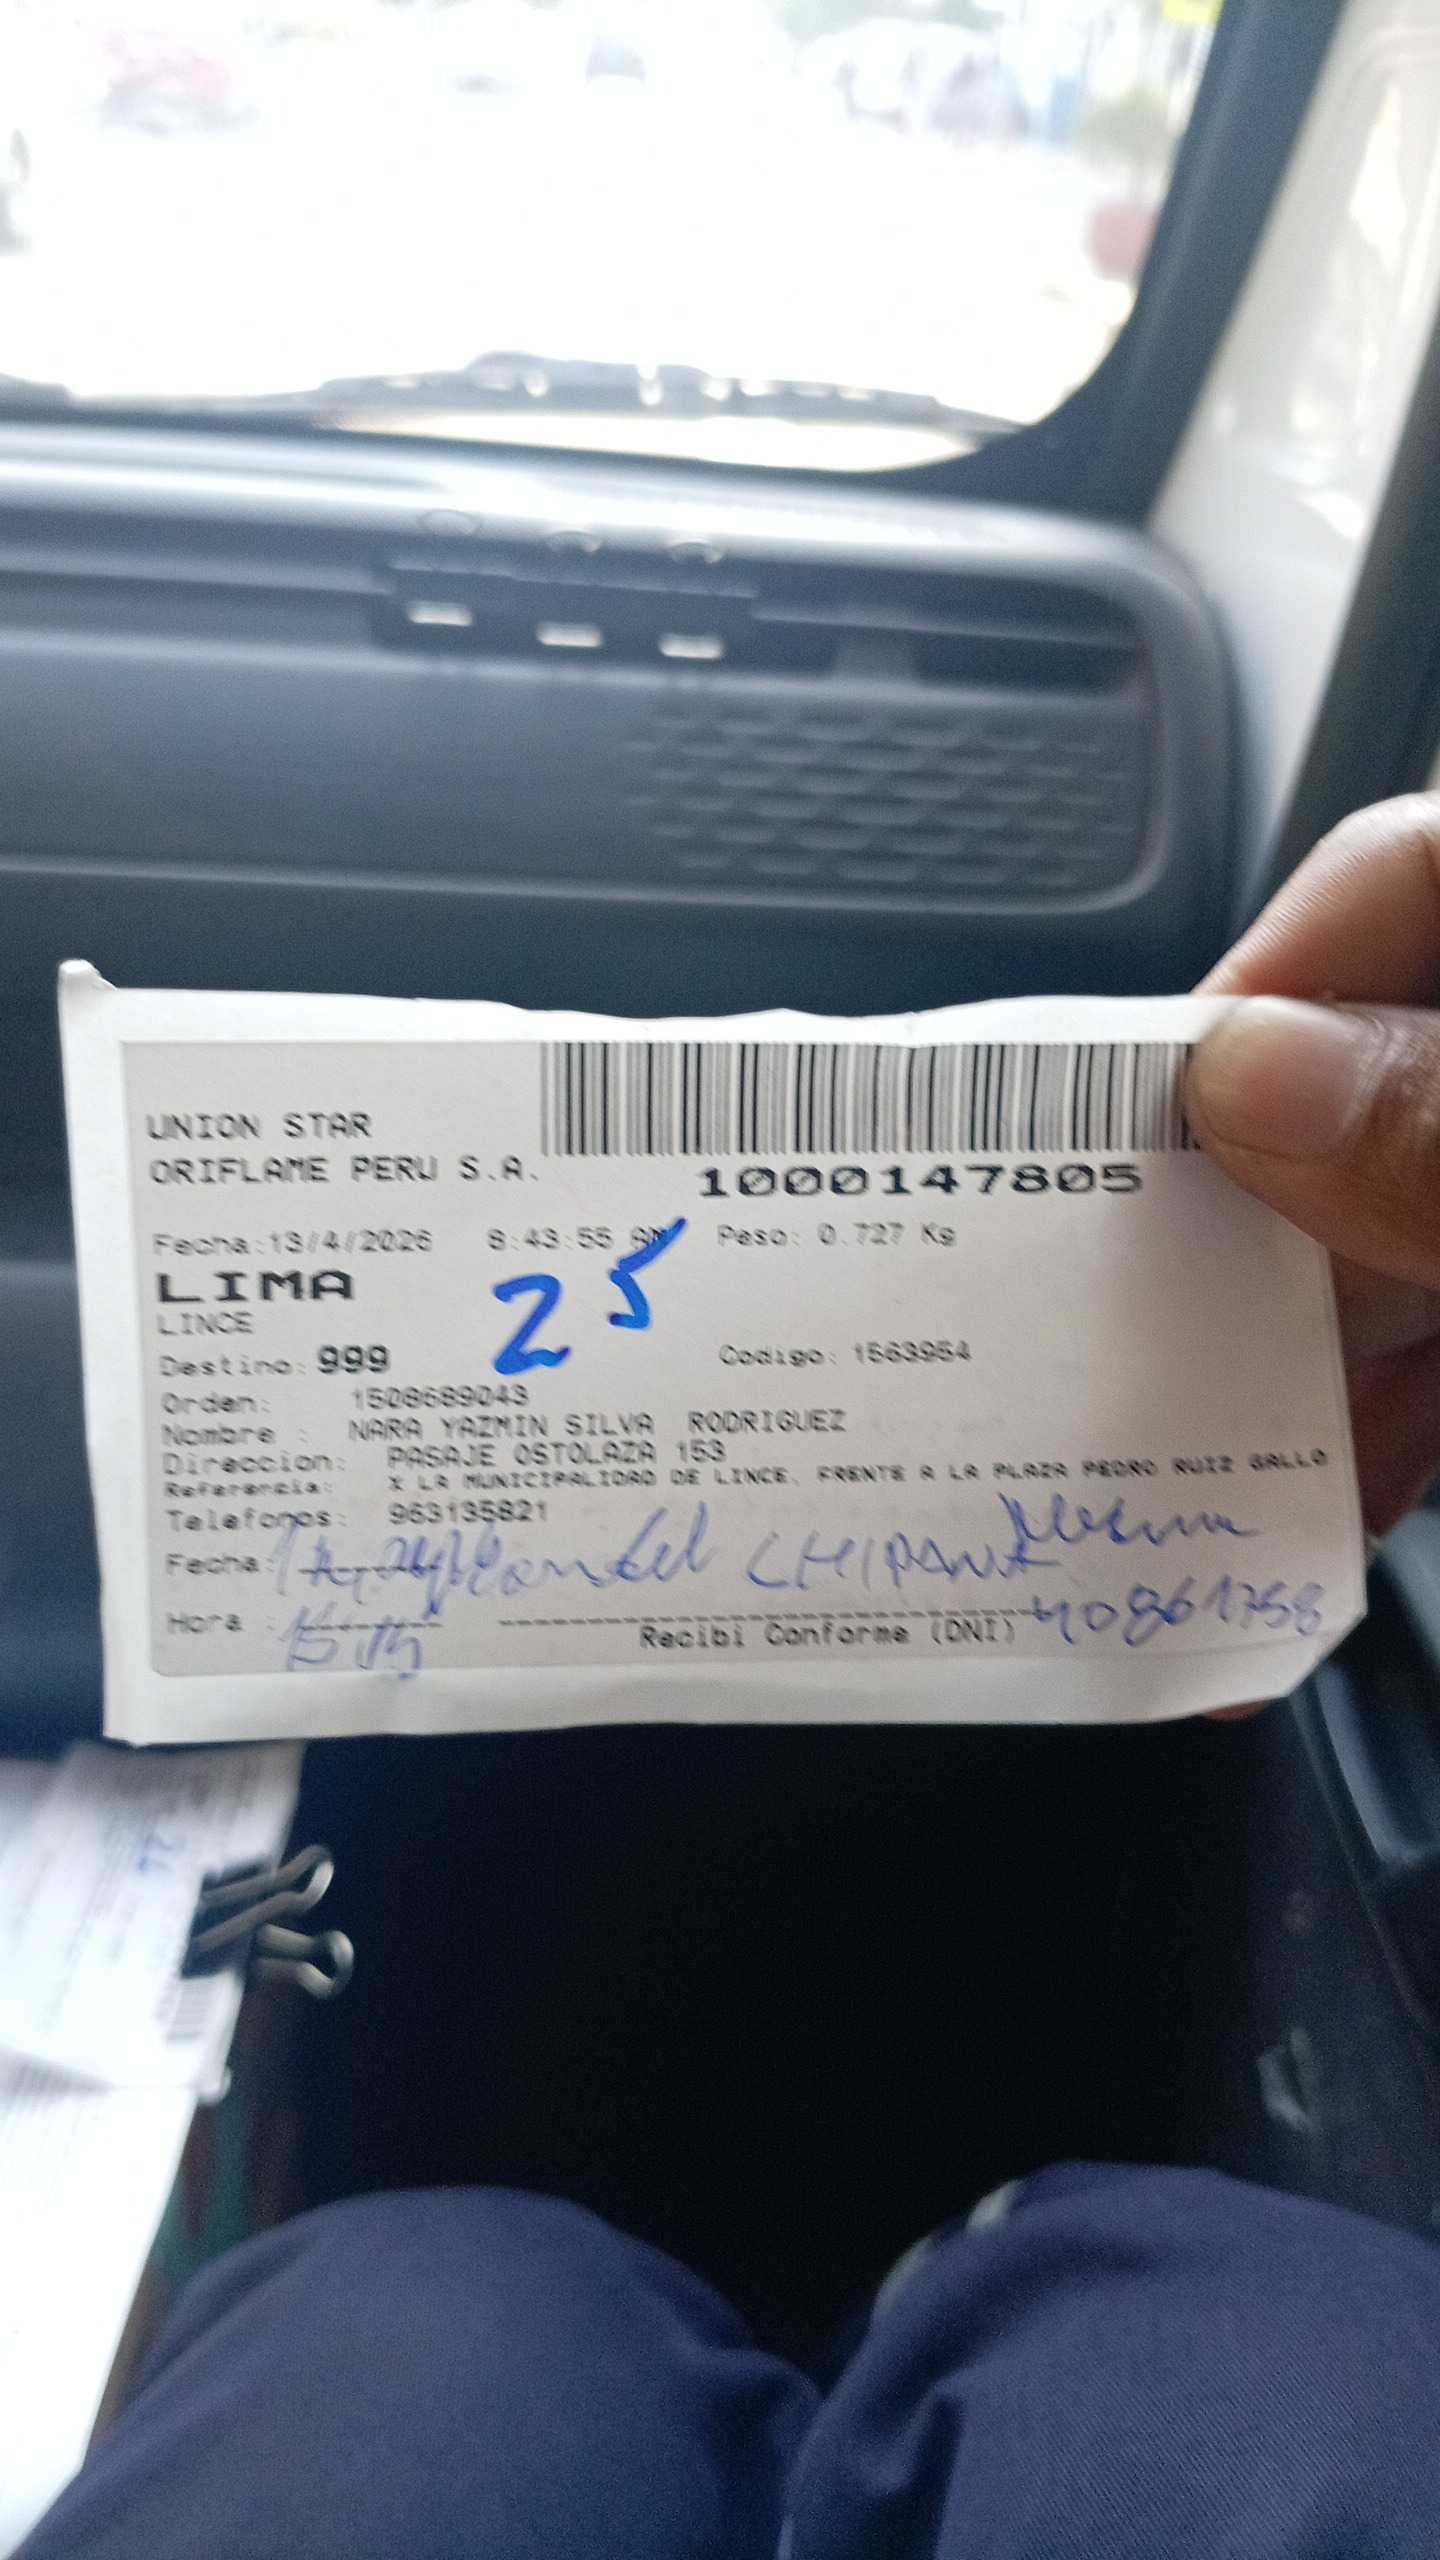 UNION STAR
ORIFLAME PERU S.A.
1000147805
Fecha:13/4/2026 8:43:55 AM Peso: 0.727 Kg
LIMA
25
LINCE
Destino: 999 Codigo: 1563954
Orden: 1508689043
Nombre : NARA YAZMIN SILVA RODRIGUEZ
Direccion: PASAJE OSTOLAZA 153
Referencia: X LA MUNICIPALIDAD DE LINCE, FRENTE A LA PLAZA PEDRO RUIZ GALLO
Telefonos: 963135821
Fecha: CHIPANA
Hora :
Recibi Conforme (DNI) 40861758